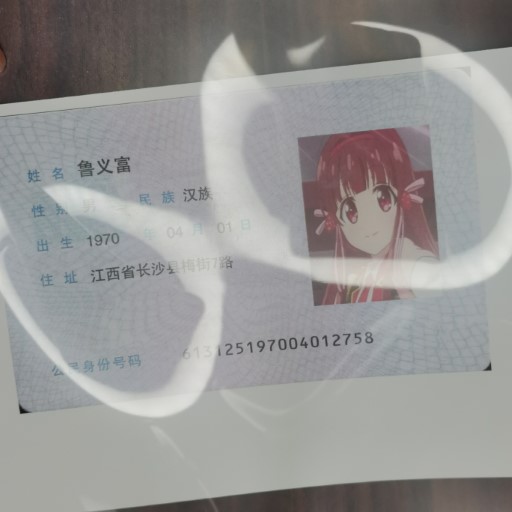 姓名 鲁义富
性别 男 民族 汉族
出生 1970 年 04 月 01 日
住址 江西省长沙县梅街7路
公民身份号码 613125197004012758